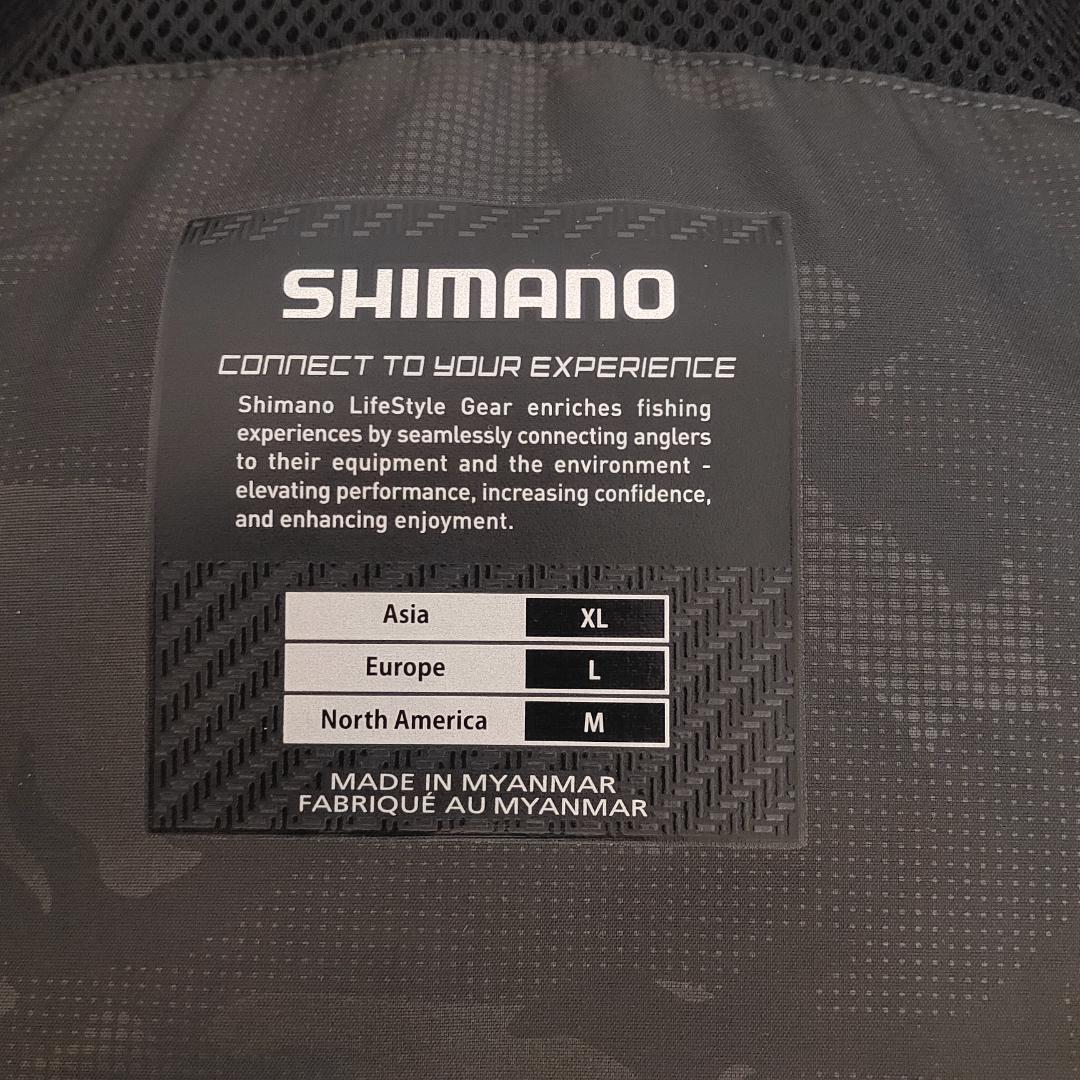 SHIMANO
CONNECT TO YOUR EXPERIENCE
Shimano LifeStyle Gear enriches fishing
experiences by seamlessly connecting anglers
to their equipment and the environment -
elevating performance, increasing confidence,
and enhancing enjoyment.
Asia XL
Europe L
North America M
MADE IN MYANMAR
FABRIQUÉ AU MYANMAR